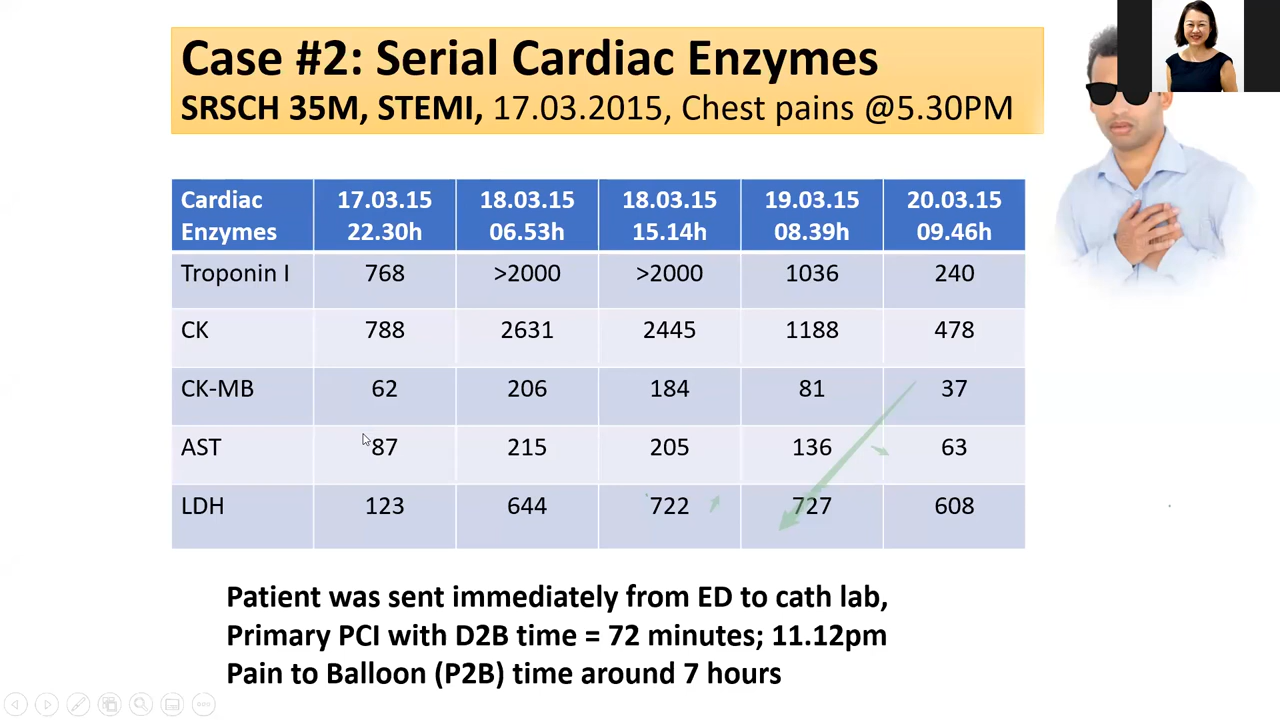 Case #2: Serial Cardiac Enzymes
SRSCH 35M, STEMI, 17.03.2015, Chest pains @5.30PM
Cardiac Enzymes 17.03.15 22.30h 18.03.15 06.53h 18.03.15 15.14h 19.03.15 08.39h 20.03.15 09.46h
Troponin I 768 >2000 >2000 1036 240
CK 788 2631 2445 1188 478
CK-MB 62 206 184 81 37
AST 87 215 205 136 63
LDH 123 644 722 727 608
Patient was sent immediately from ED to cath lab,
Primary PCI with D2B time = 72 minutes; 11.12pm
Pain to Balloon (P2B) time around 7 hours